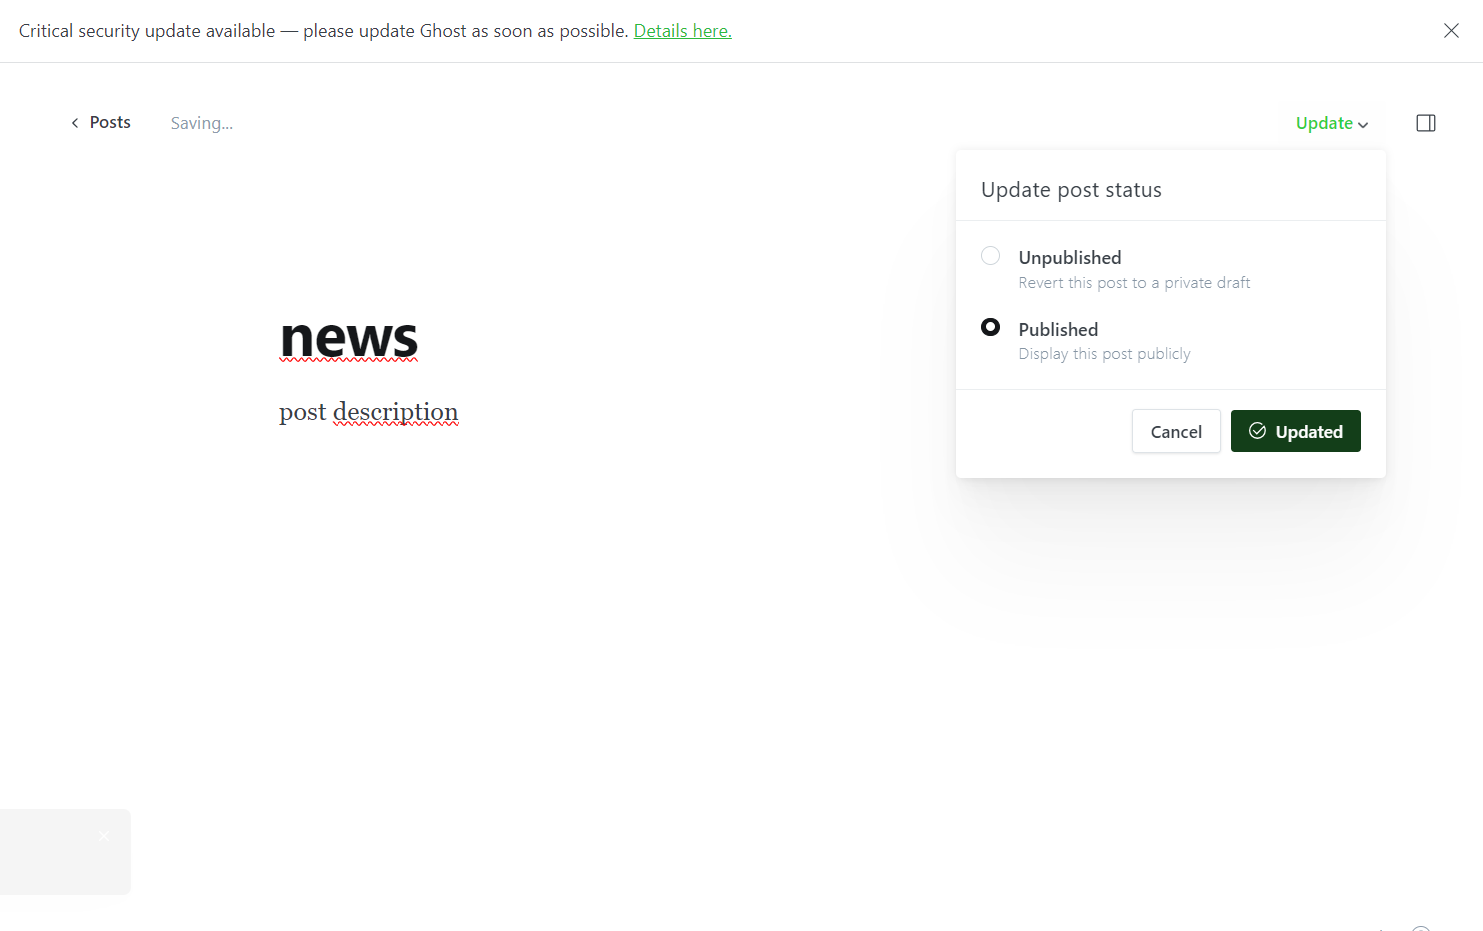 Critical security update available — please update Ghost as soon as possible. Details here.
Posts
Saving...
Update
Update post status
Unpublished
Revert this post to a private draft
Published
Display this post publicly
Cancel
Updated
news
post description